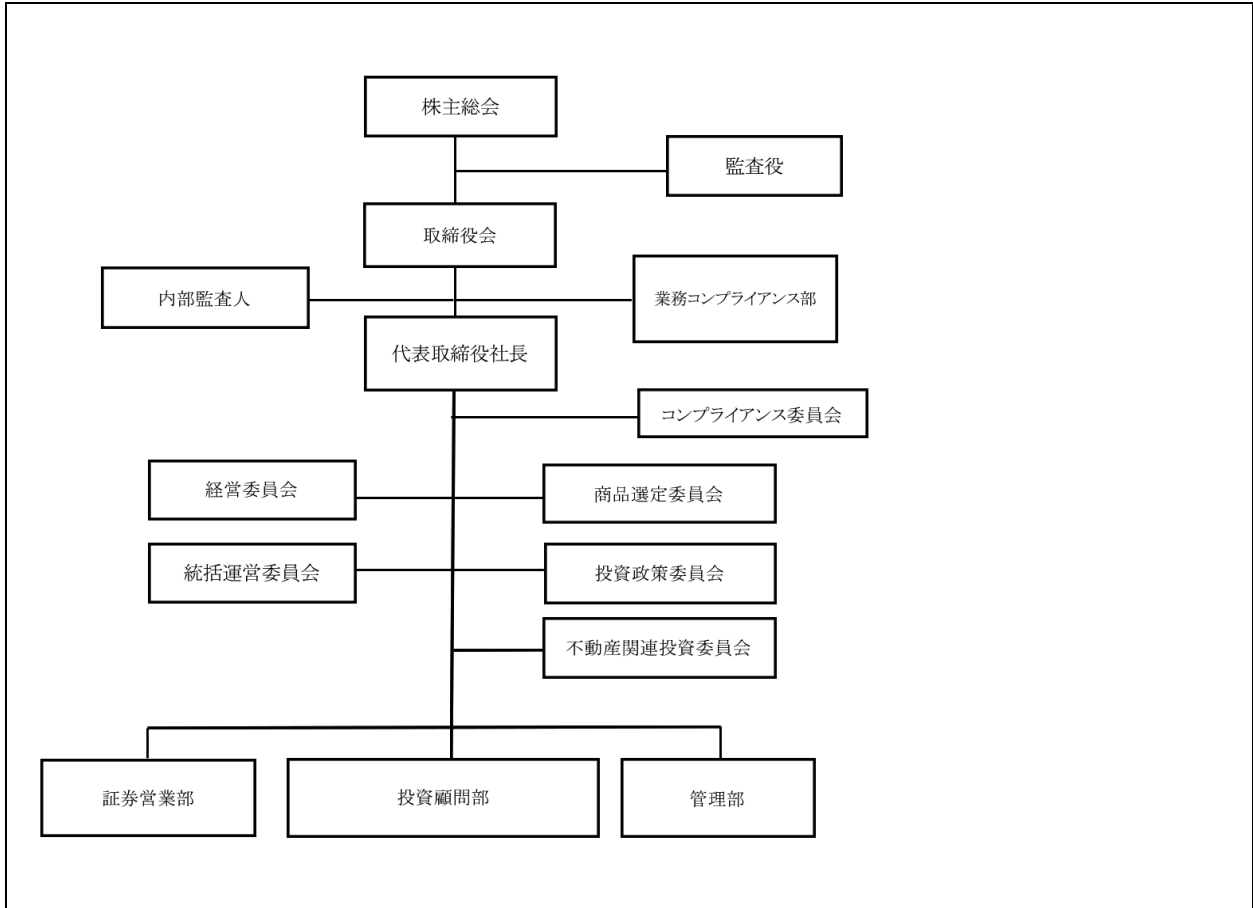 株主総会
監査役
取締役会
内部監査人
業務コンプライアンス部
代表取締役社長
コンプライアンス委員会
経営委員会
商品選定委員会
統括運営委員会
投資政策委員会
不動産関連投資委員会
証券営業部
投資顧問部
管理部